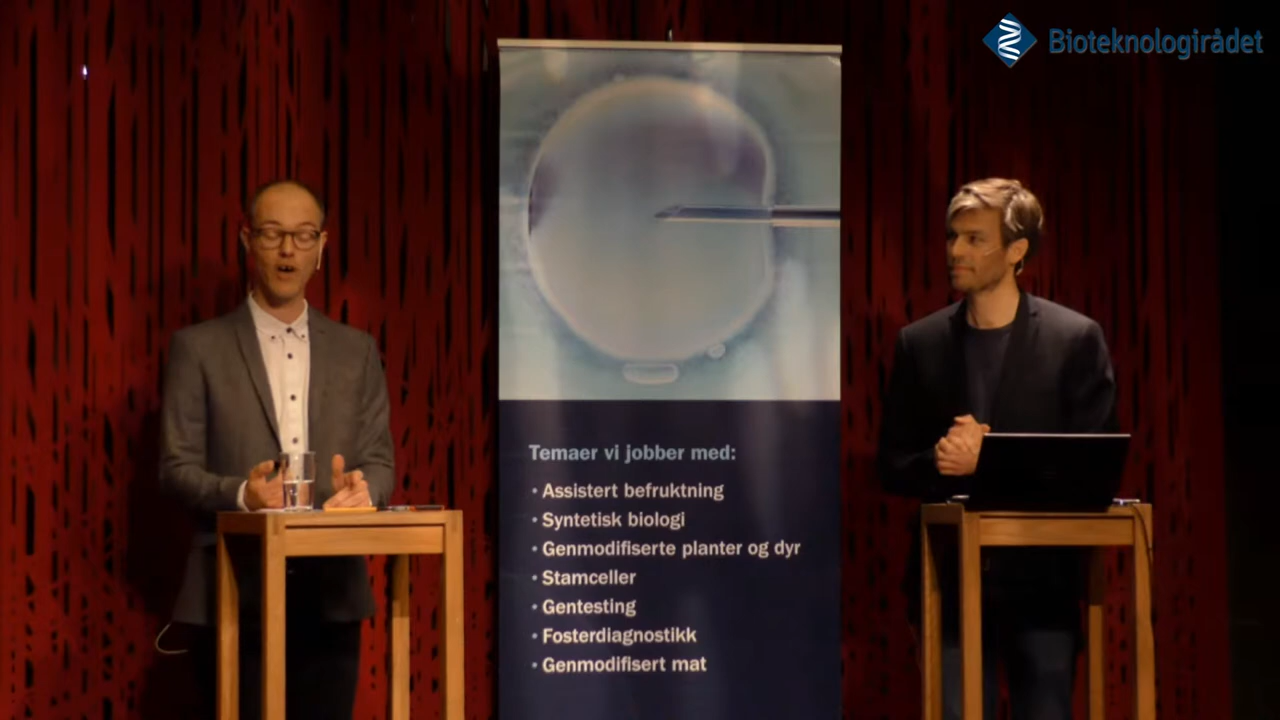 Bioteknologirådet
Temaer vi jobber med:
• Assistert befruktning
• Syntetisk biologi
• Genmodifiserte planter og dyr
• Stamceller
• Gentesting
• Fosterdiagnostikk
• Genmodifisert mat